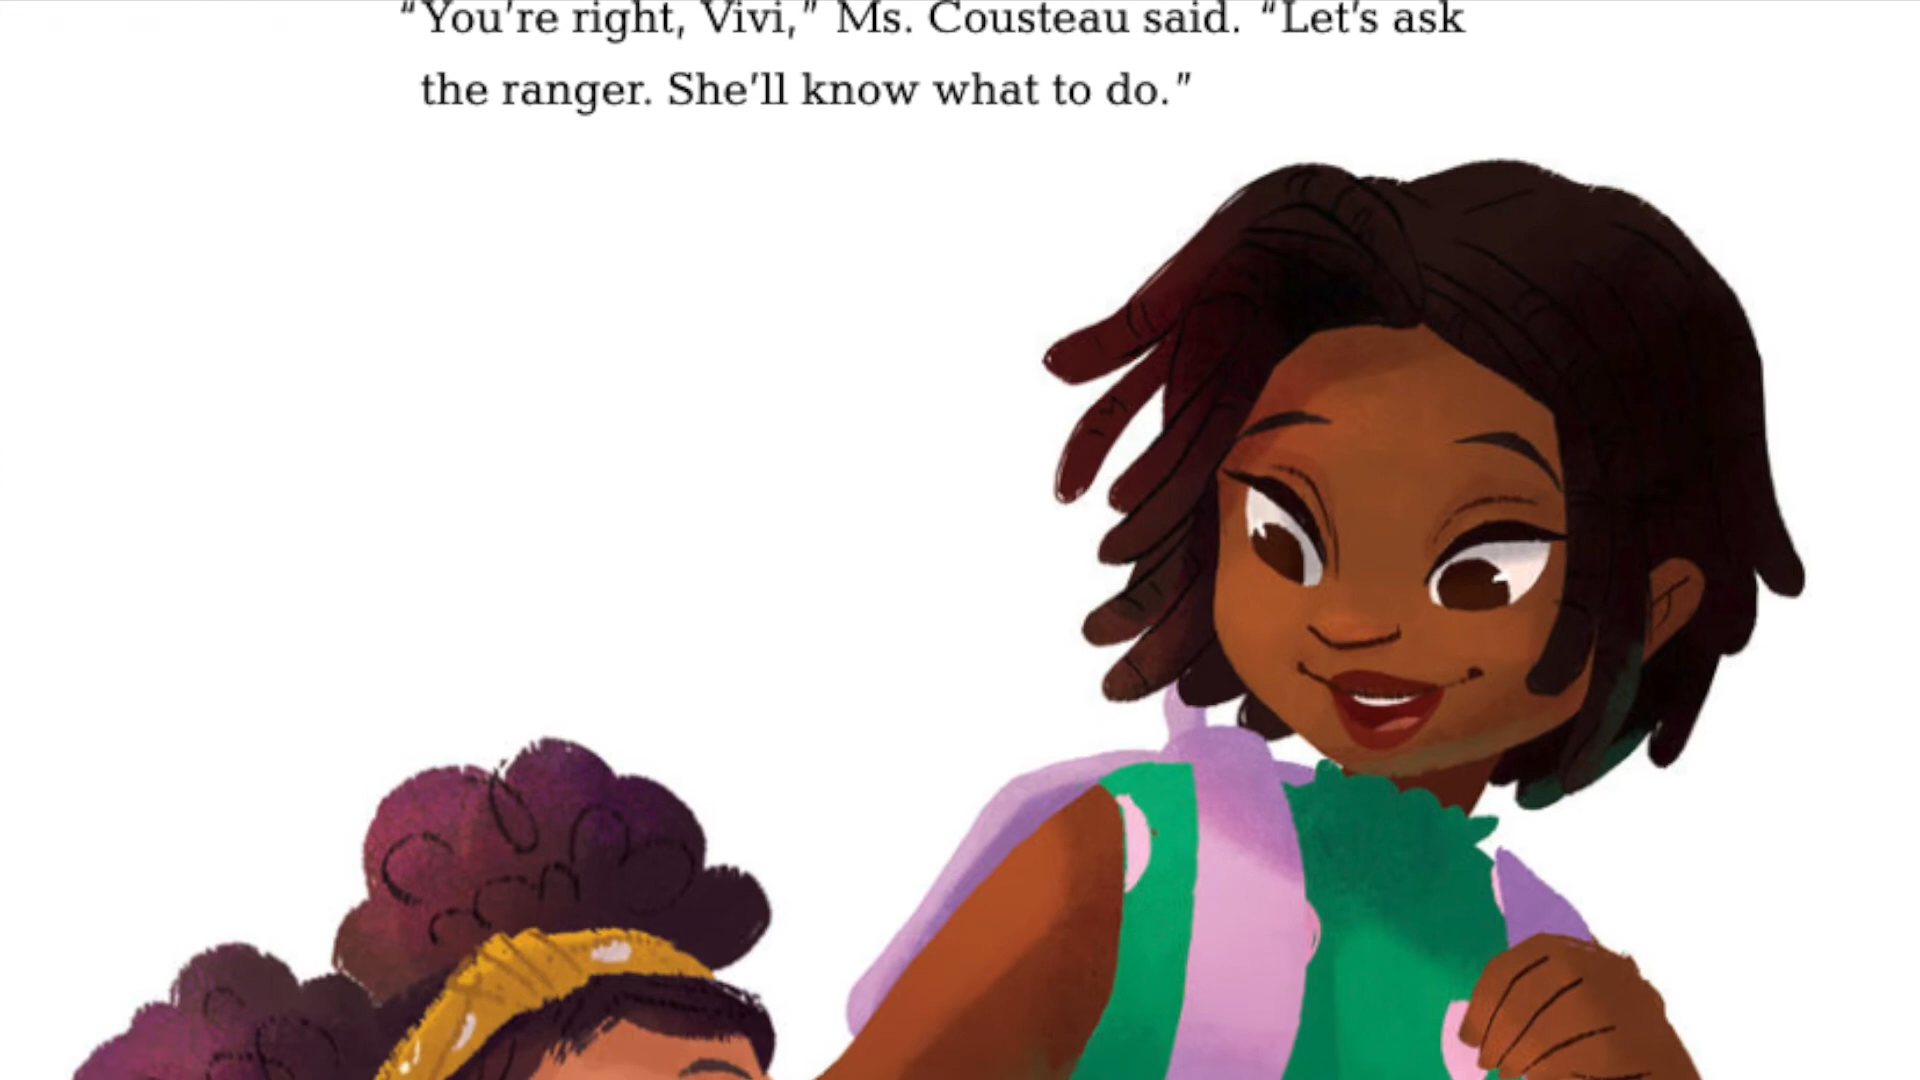 “You’re right, Vivi,” Ms. Cousteau said. “Let’s ask
the ranger. She’ll know what to do.”